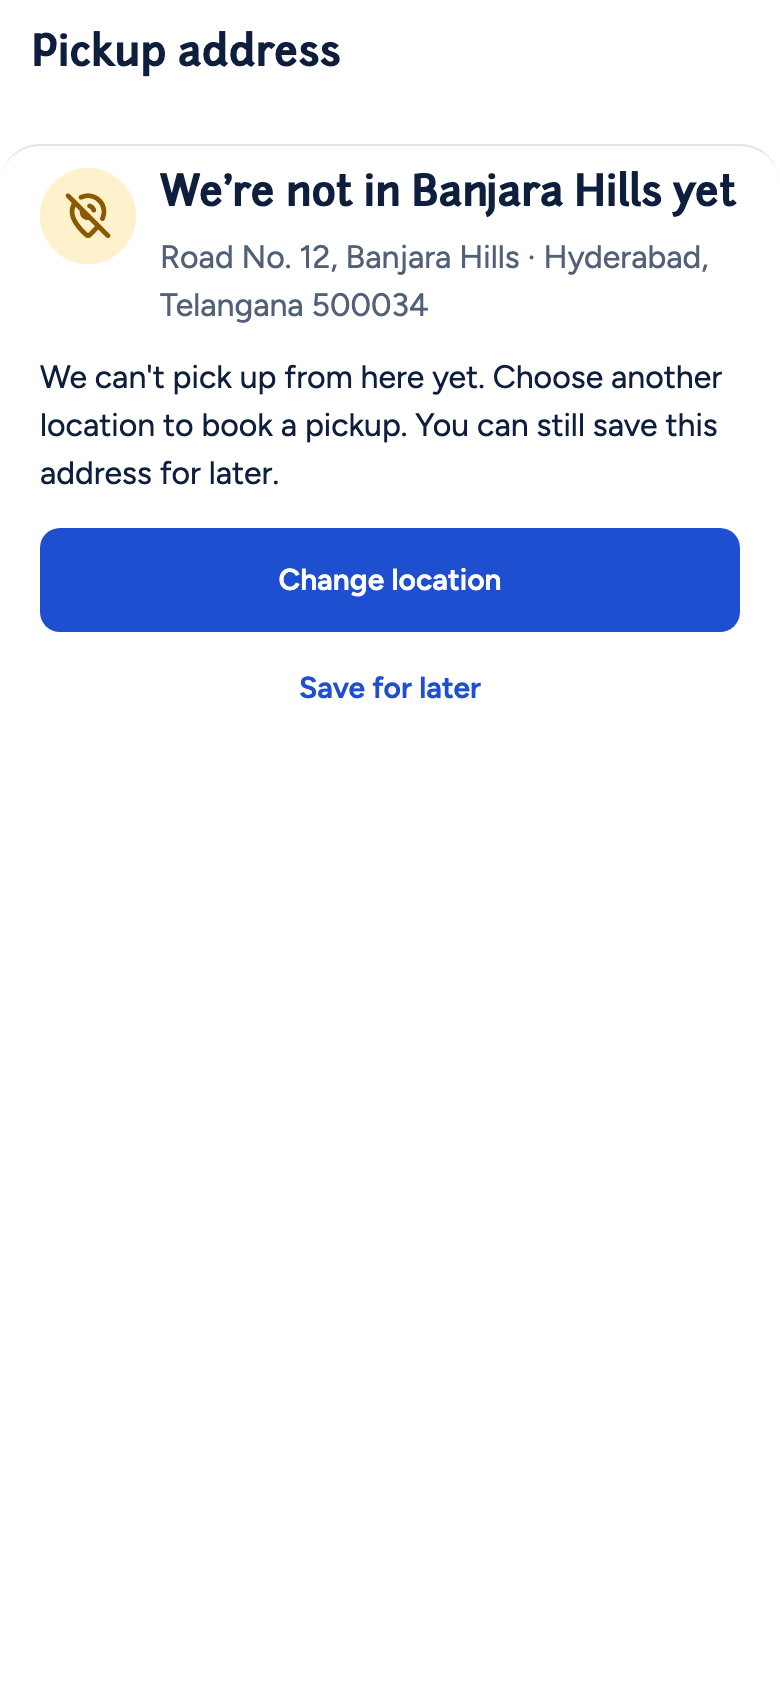 Pickup address
We’re not in Banjara Hills yet
Road No. 12, Banjara Hills · Hyderabad,
Telangana 500034
We can't pick up from here yet. Choose another
location to book a pickup. You can still save this
address for later.
Change location
Save for later